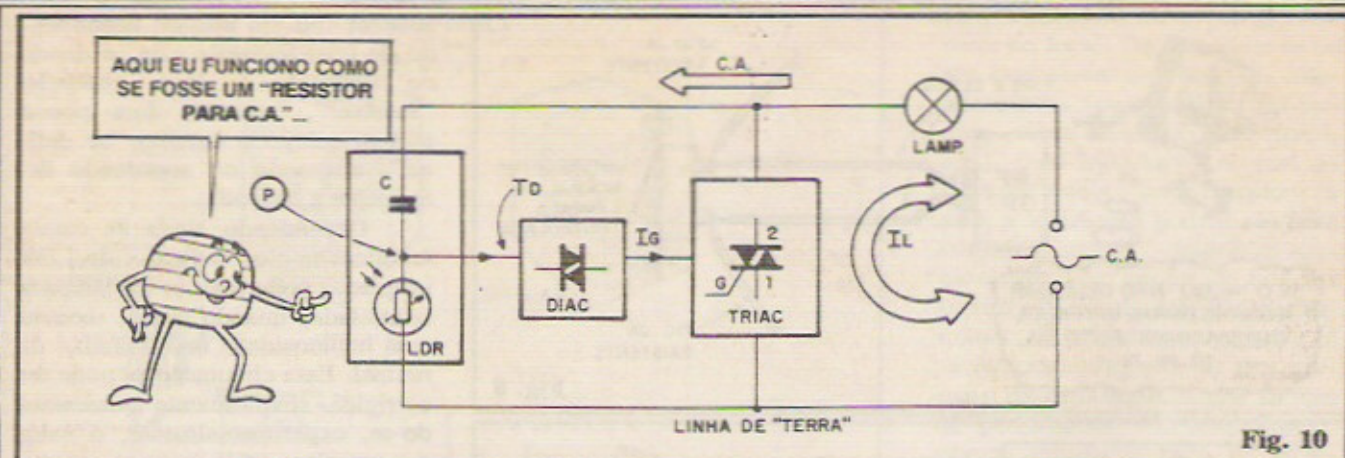 AQUI EU FUNCIONO COMO
SE FOSSE UM "RESISTOR
PARA C.A."...
C.A.
LAMP.
C
P
TD
IG
2
IL
C.A.
G
1
DIAC
TRIAC
LDR
LINHA DE "TERRA"
Fig. 10